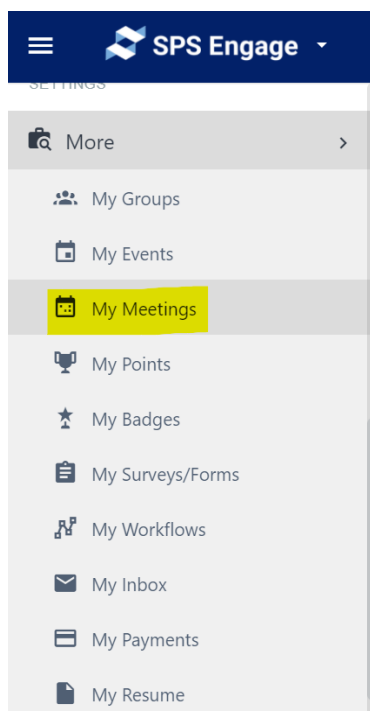 SPS Engage
SETTINGS
More
My Groups
My Events
My Meetings
My Points
My Badges
My Surveys/Forms
My Workflows
My Inbox
My Payments
My Resume